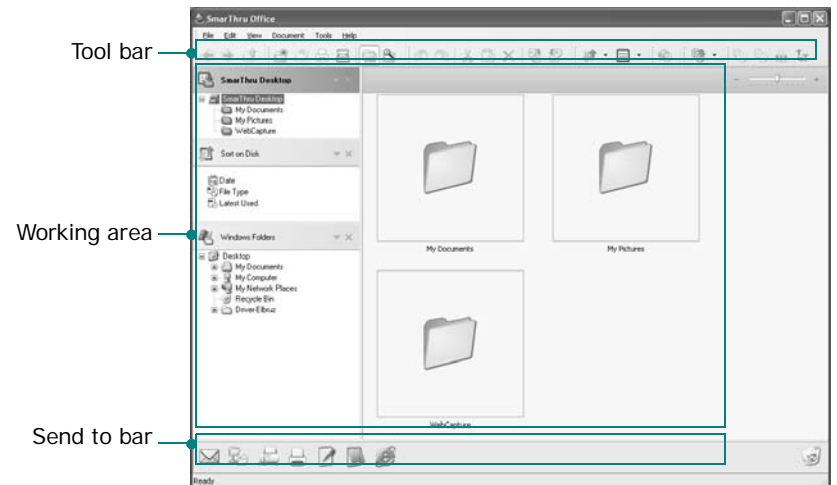 SmarThru Office
File Edit View Document Tools Help
Tool bar
SmarThru Desktop
SmarThru Desktop
My Documents
My Pictures
WebCapture
Sort on Disk
Date
File Type
Latest Used
Working area
Windows Folders
Desktop
My Documents
My Computer
My Network Places
Recycle Bin
Driver-Elbruz
My Documents
My Pictures
WebCapture
Send to bar
Ready